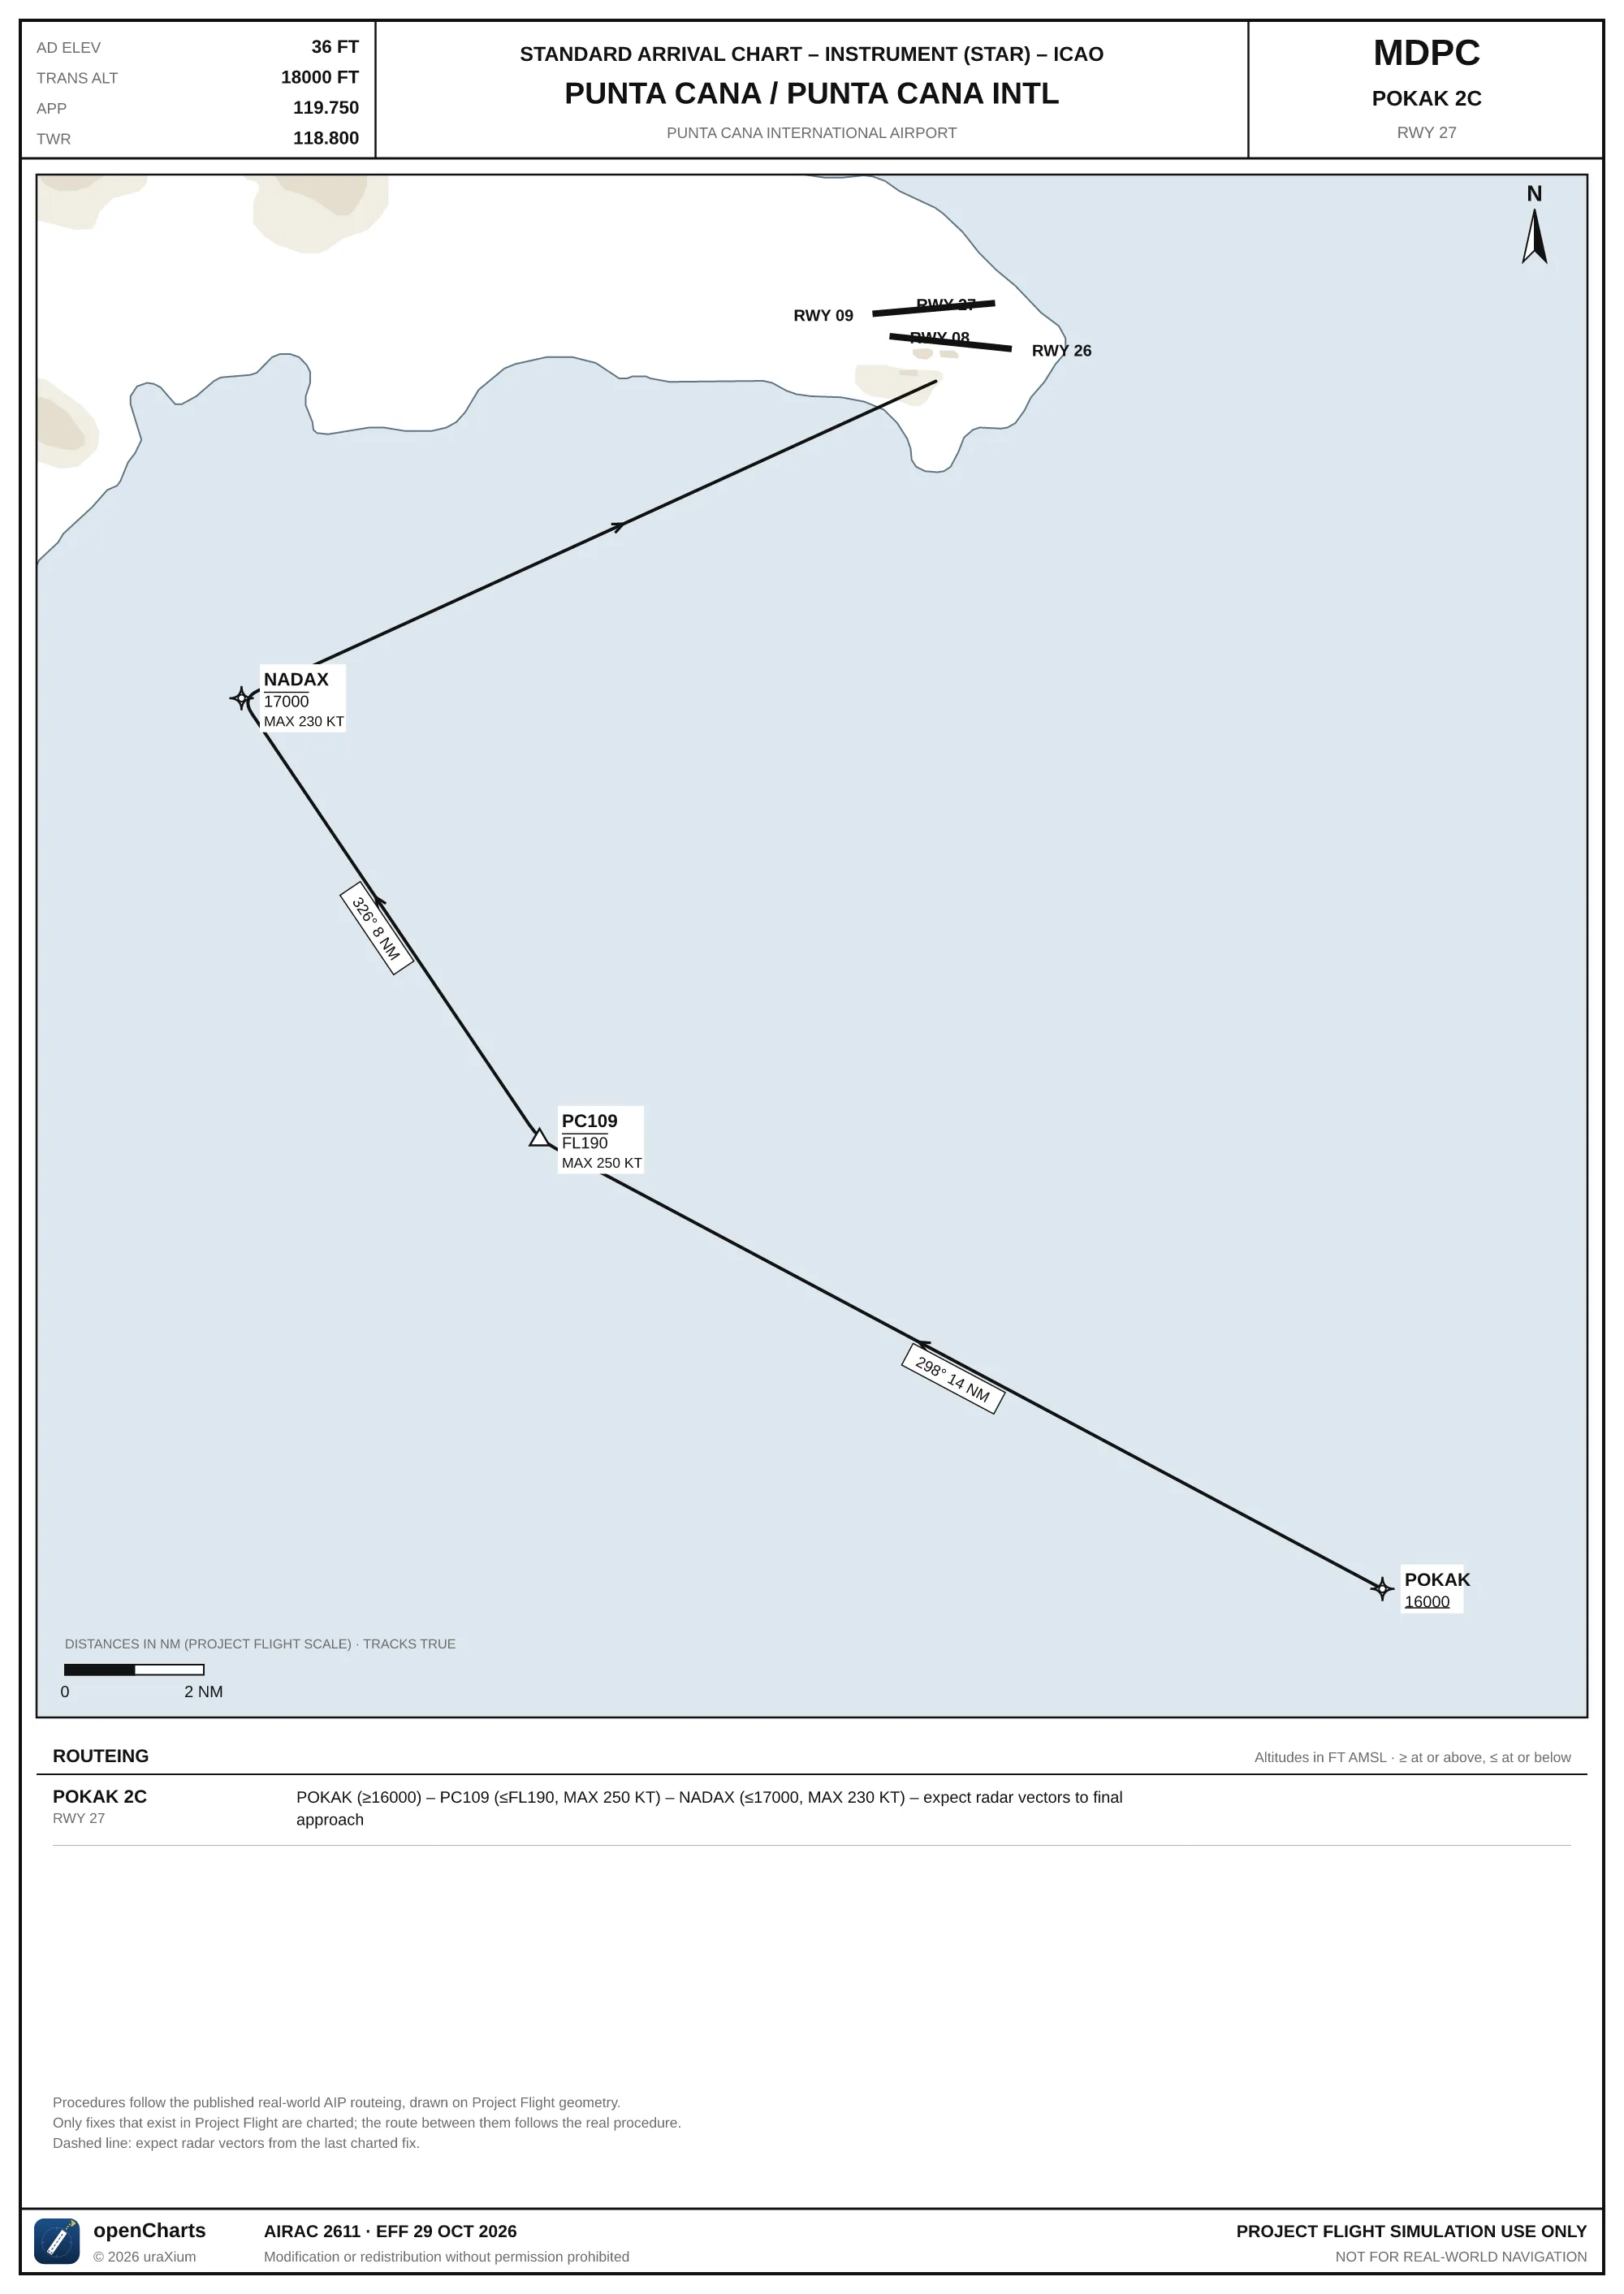 AD ELEV 36 FT
TRANS ALT 18000 FT
APP 119.750
TWR 118.800
STANDARD ARRIVAL CHART – INSTRUMENT (STAR) – ICAO
PUNTA CANA / PUNTA CANA INTL
PUNTA CANA INTERNATIONAL AIRPORT
MDPC
POKAK 2C
RWY 27
N
RWY 27
RWY 09
RWY 08
RWY 26
NADAX
17000
MAX 230 KT
326° 8 NM
PC109
FL190
MAX 250 KT
298° 14 NM
POKAK
16000
DISTANCES IN NM (PROJECT FLIGHT SCALE) · TRACKS TRUE
0 2 NM
ROUTEING
Altitudes in FT AMSL · ≥ at or above, ≤ at or below
POKAK 2C
RWY 27
POKAK (≥16000) – PC109 (≤FL190, MAX 250 KT) – NADAX (≤17000, MAX 230 KT) – expect radar vectors to final
approach
Procedures follow the published real-world AIP routeing, drawn on Project Flight geometry.
Only fixes that exist in Project Flight are charted; the route between them follows the real procedure.
Dashed line: expect radar vectors from the last charted fix.
openCharts
© 2026 uraXium
AIRAC 2611 · EFF 29 OCT 2026
Modification or redistribution without permission prohibited
PROJECT FLIGHT SIMULATION USE ONLY
NOT FOR REAL-WORLD NAVIGATION